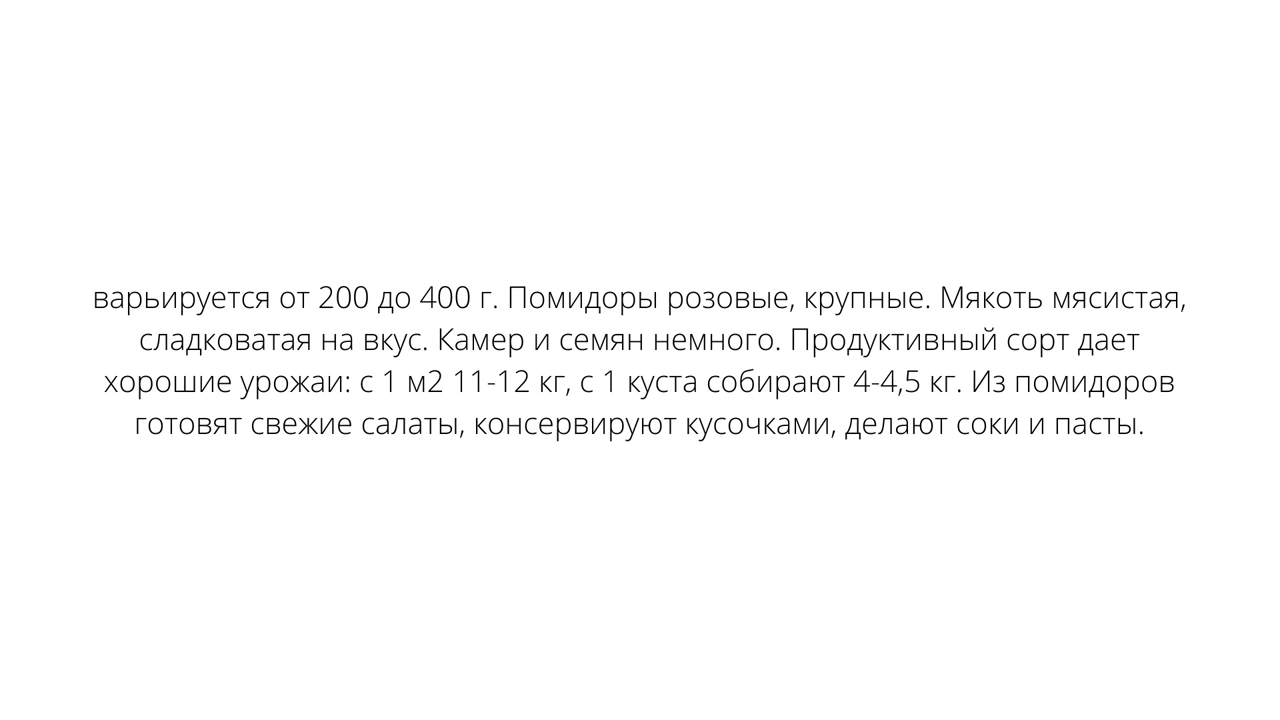 варьируется от 200 до 400 г. Помидоры розовые, крупные. Мякоть мясистая,
сладковатая на вкус. Камер и семян немного. Продуктивный сорт дает
хорошие урожаи: с 1 м2 11-12 кг, с 1 куста собирают 4-4,5 кг. Из помидоров
готовят свежие салаты, консервируют кусочками, делают соки и пасты.